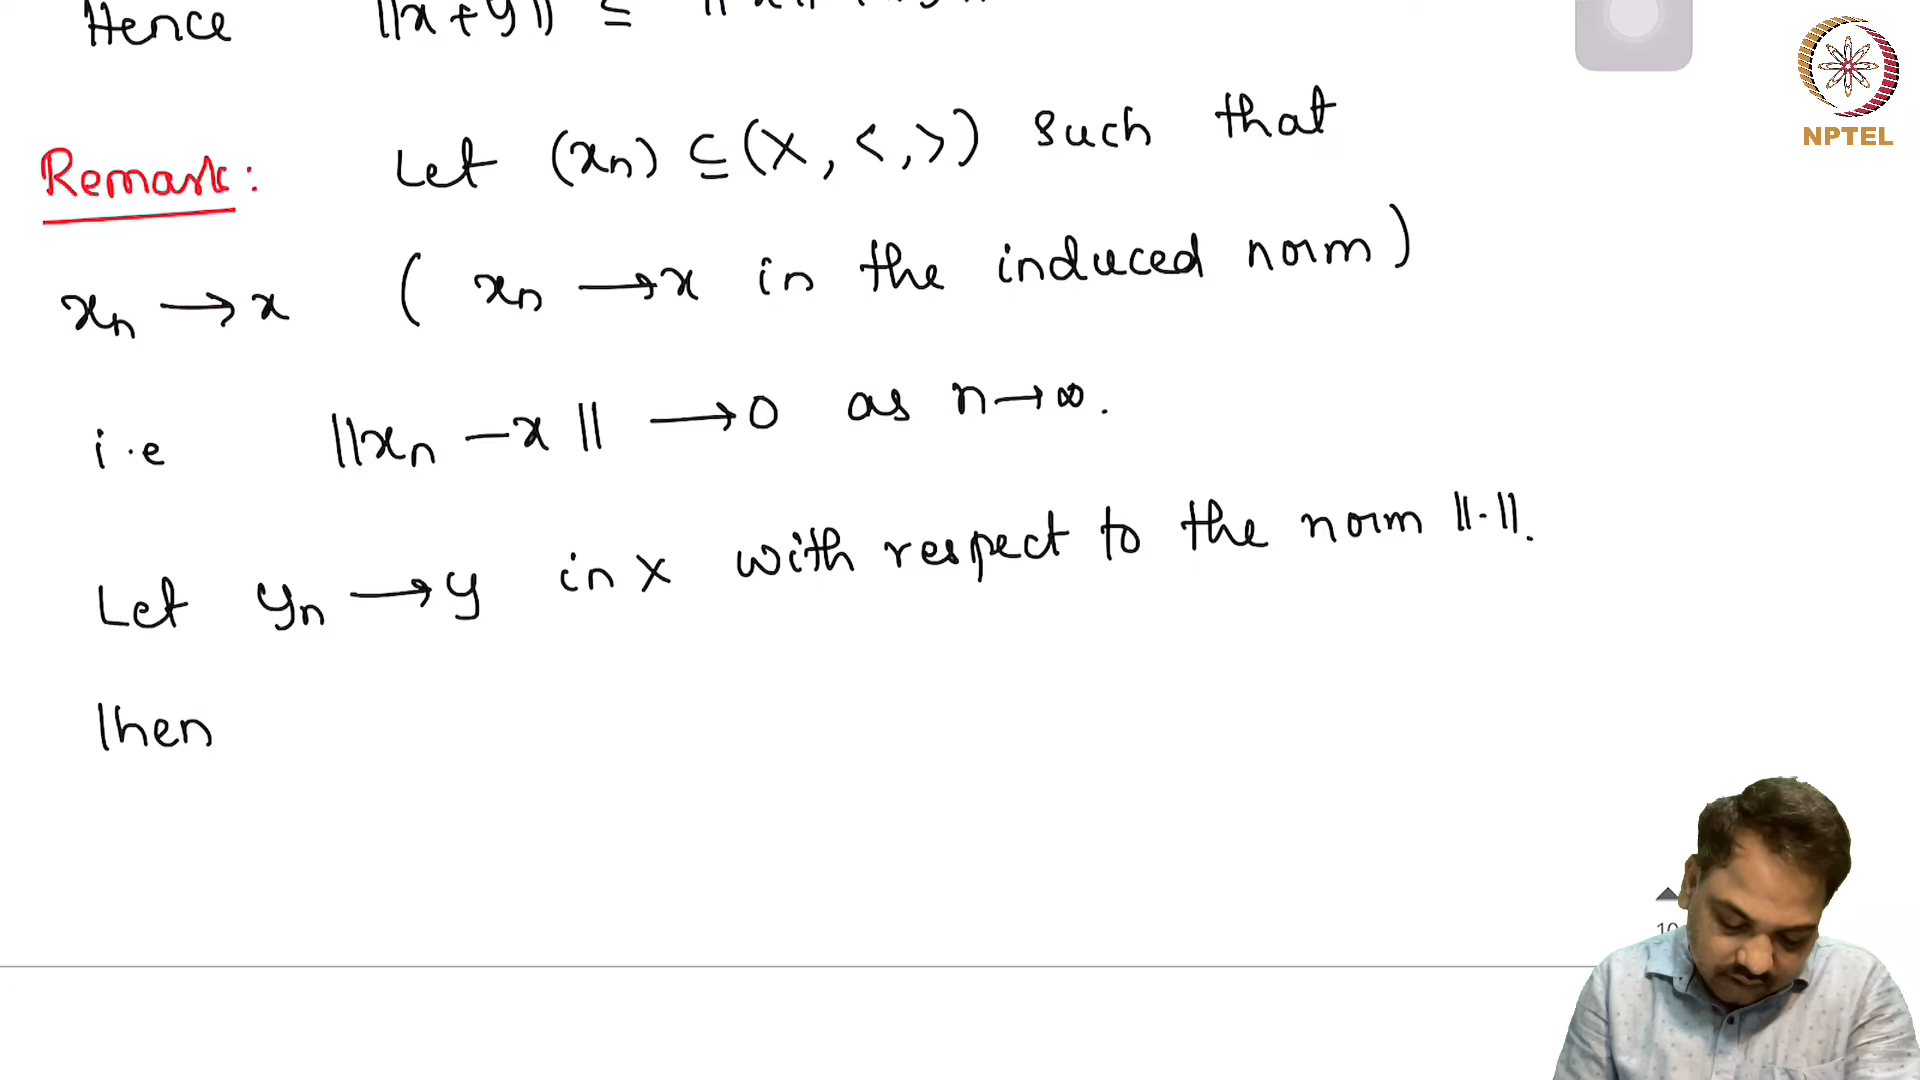 Hence ||x + y|| ≤
NPTEL
Remark: Let (xₙ) ⊆ (X, <,>) such that
xₙ → x ( xₙ → x in the induced norm )
i.e ||xₙ - x || → 0 as n → ∞.
Let yₙ → y in X with respect to the norm ||·||.
Then